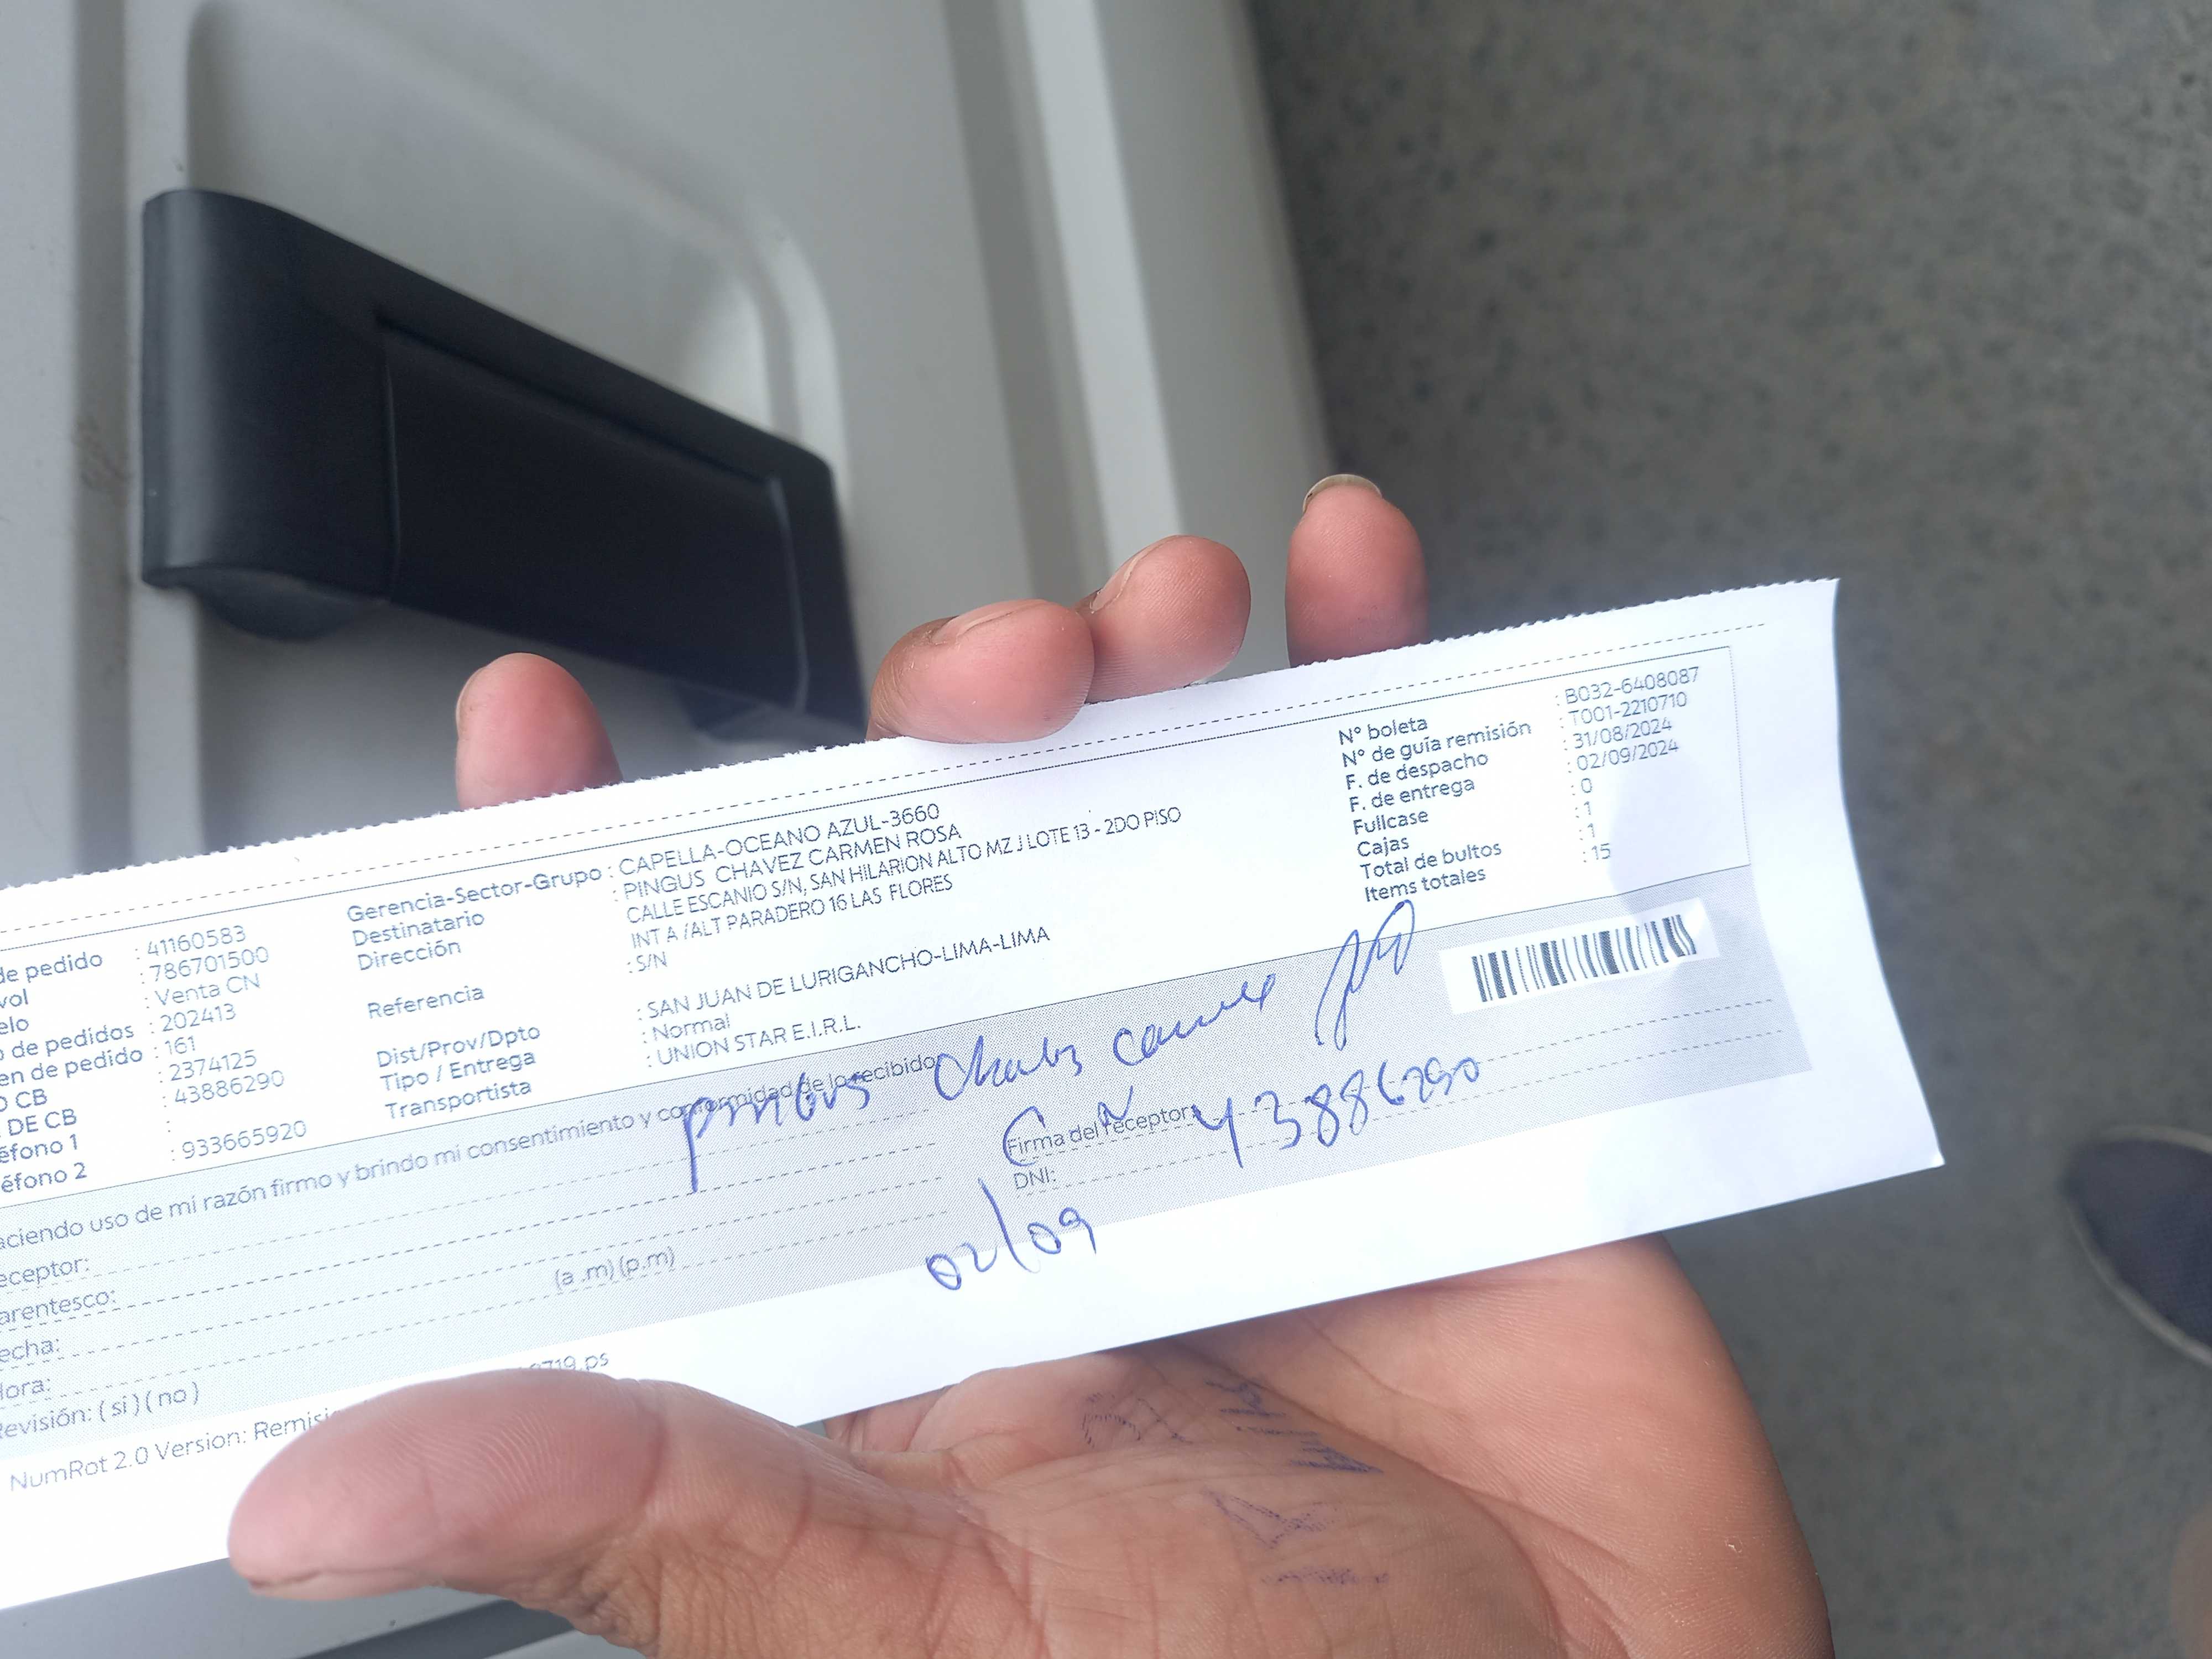 de pedido : 41160583
vol : 786701500
elo : Venta CN
o de pedidos : 202413
en de pedido : 161
O CB : 2374125
DE CB : 43886290
éfono 1 :
éfono 2 : 933665920
Gerencia-Sector-Grupo : CAPELLA-OCEANO AZUL-3660
Destinatario : PINGUS CHAVEZ CARMEN ROSA
Dirección : CALLE ESCANIO S/N, SAN HILARION ALTO MZ J LOTE 13 - 2DO PISO
INT A /ALT PARADERO 16 LAS FLORES
Referencia : S/N
Dist/Prov/Dpto : SAN JUAN DE LURIGANCHO-LIMA-LIMA
Tipo / Entrega : Normal
Transportista : UNION STAR E.I.R.L.
N° boleta : B032-6408087
N° de guía remisión : T001-2210710
F. de despacho : 31/08/2024
F. de entrega : 02/09/2024
Fullcase : 0
Cajas : 1
Total de bultos : 1
Items totales : 15
aciendo uso de mi razón firmo y brindo mi consentimiento y conformidad de lo recibido
eceptor:
arentesco:
echa:
Hora: (a .m) (p.m)
Revisión: ( si ) ( no )
Firma del receptor:
DNI: 43886290
02/09
NumRot 2.0 Version: Remisi
0719.ps